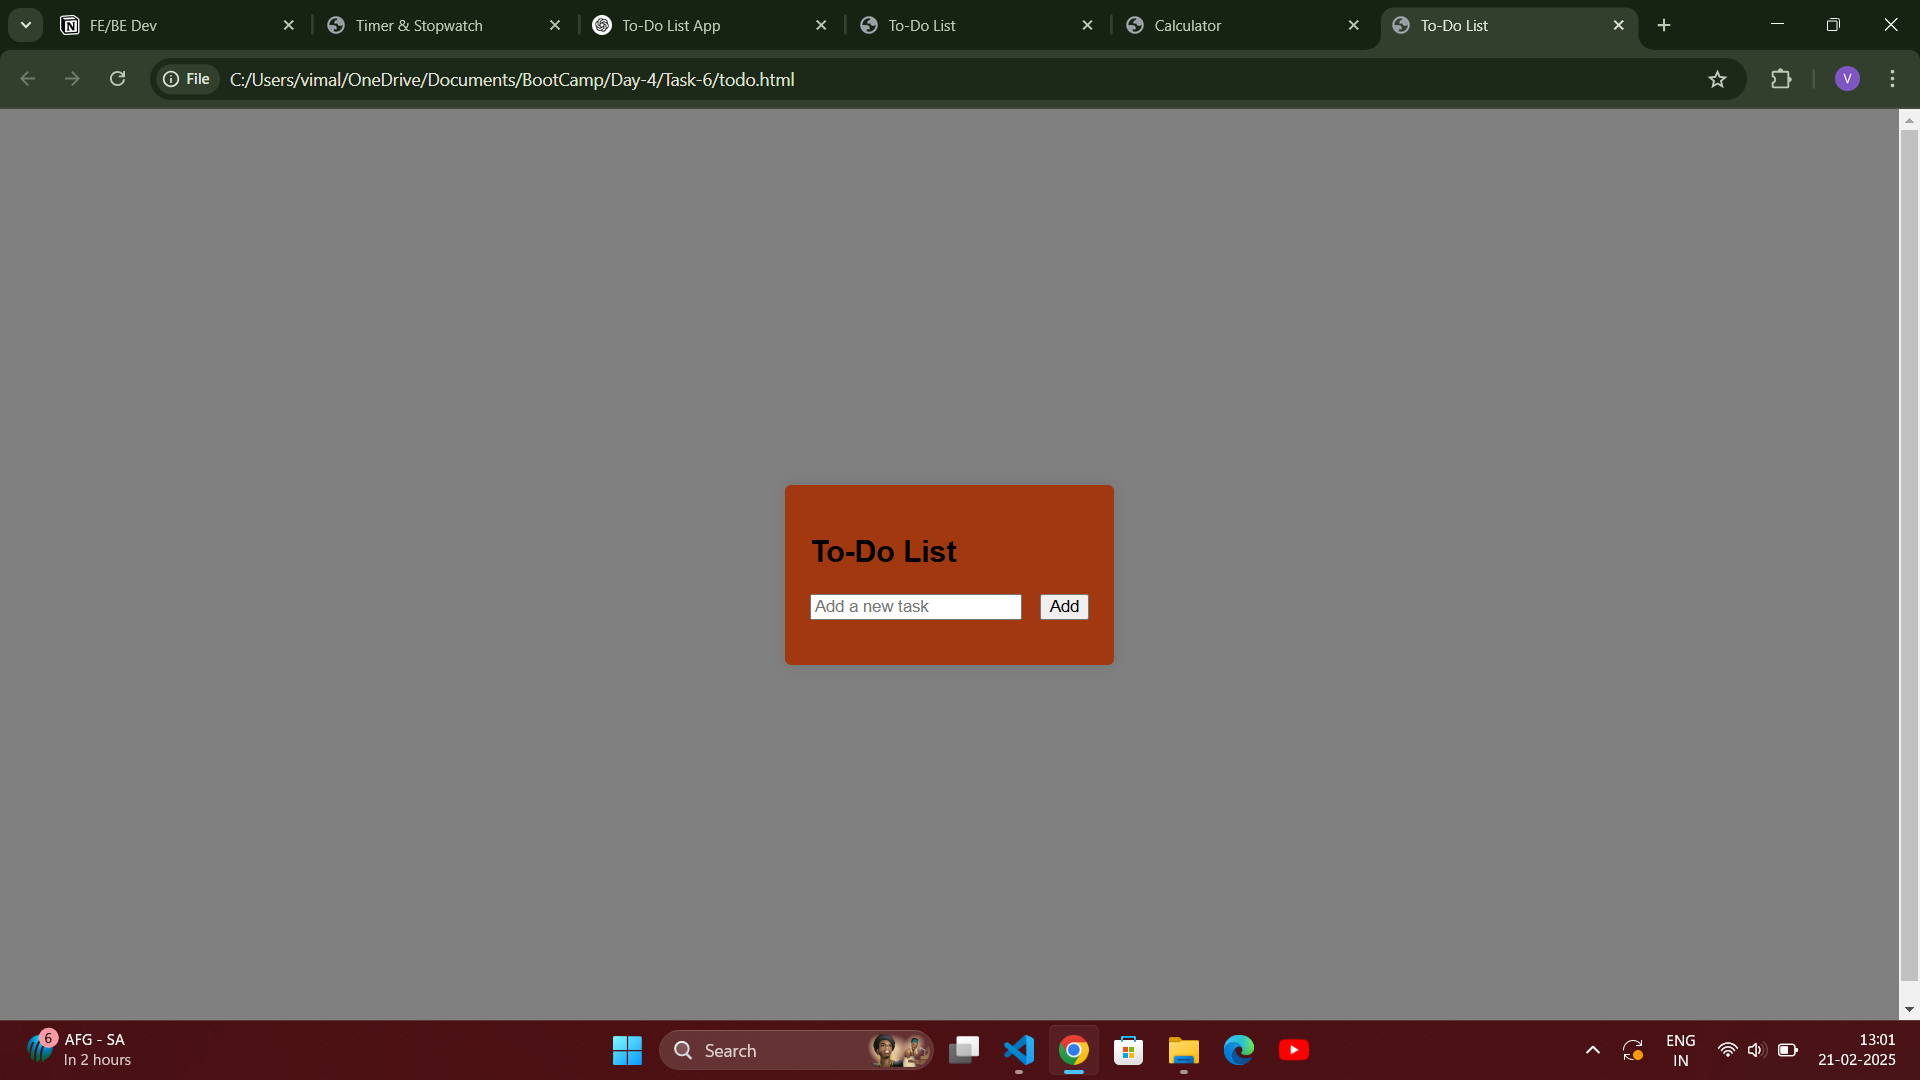 FE/BE Dev
Timer & Stopwatch
To-Do List App
To-Do List
Calculator
To-Do List
File
C:/Users/vimal/OneDrive/Documents/BootCamp/Day-4/Task-6/todo.html
V
To-Do List
Add a new task
Add
6
AFG - SA
In 2 hours
Search
ENG
IN
13:01
21-02-2025